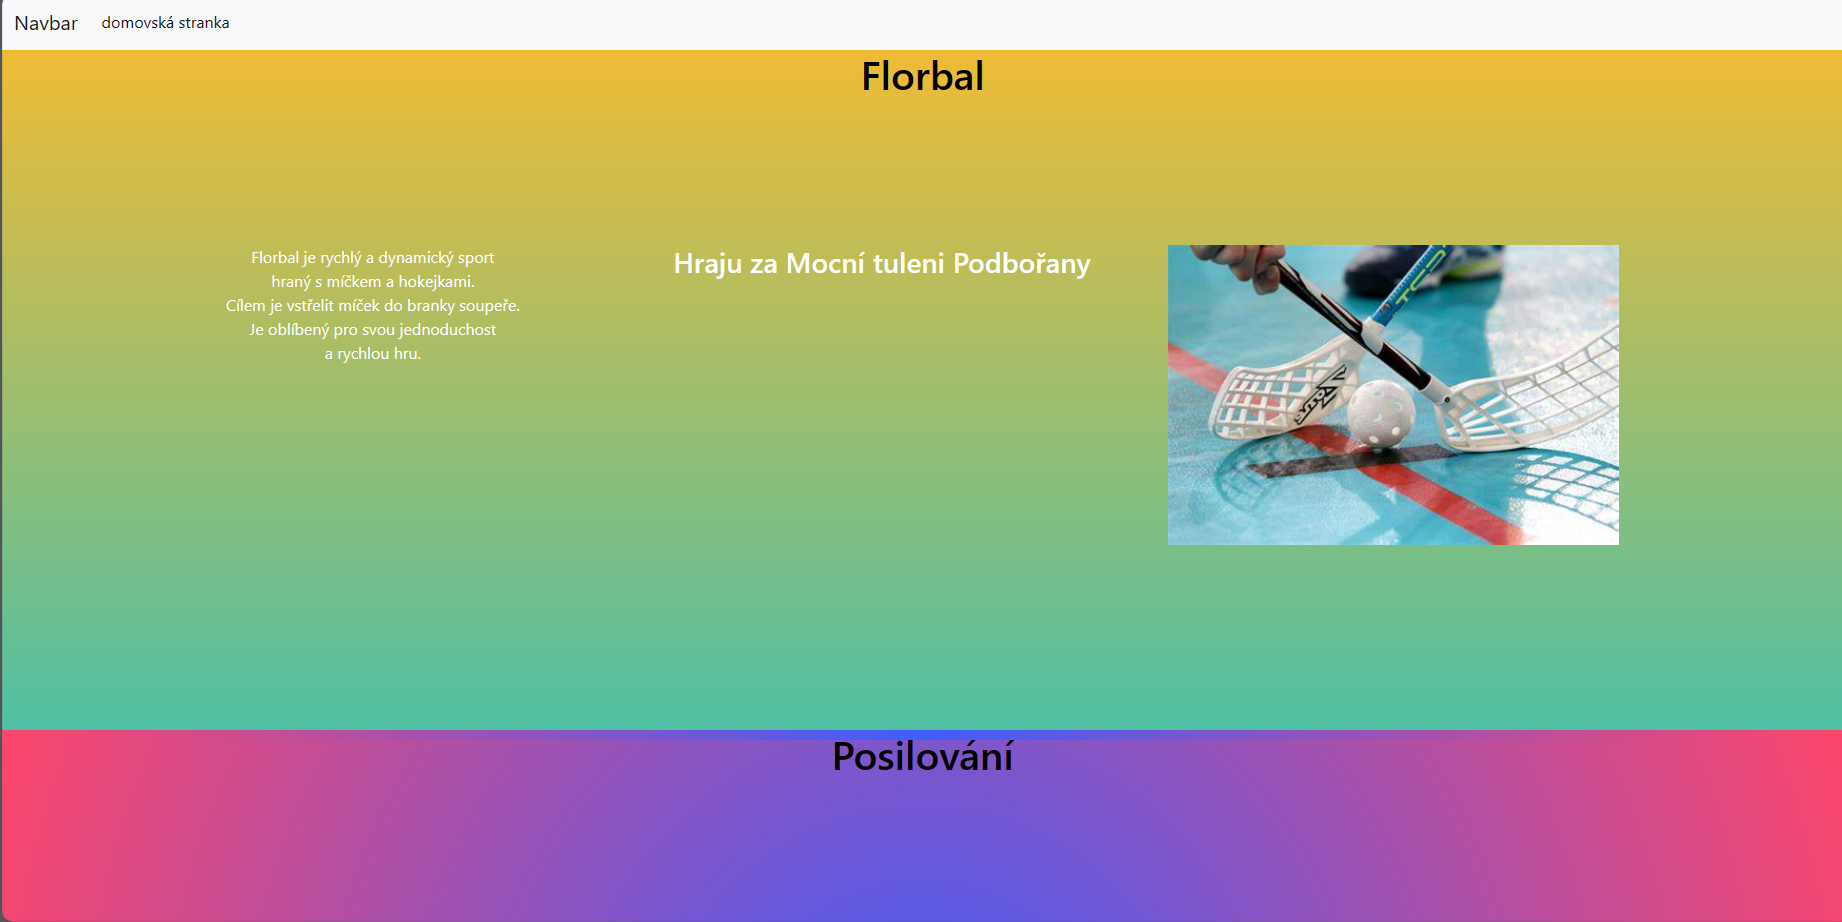 Navbar domovská stranka
Florbal
Florbal je rychlý a dynamický sport
hraný s míčkem a hokejkami.
Cílem je vstřelit míček do branky soupeře.
Je oblíbený pro svou jednoduchost
a rychlou hru.
Hraju za Mocní tuleni Podbořany
Posilování